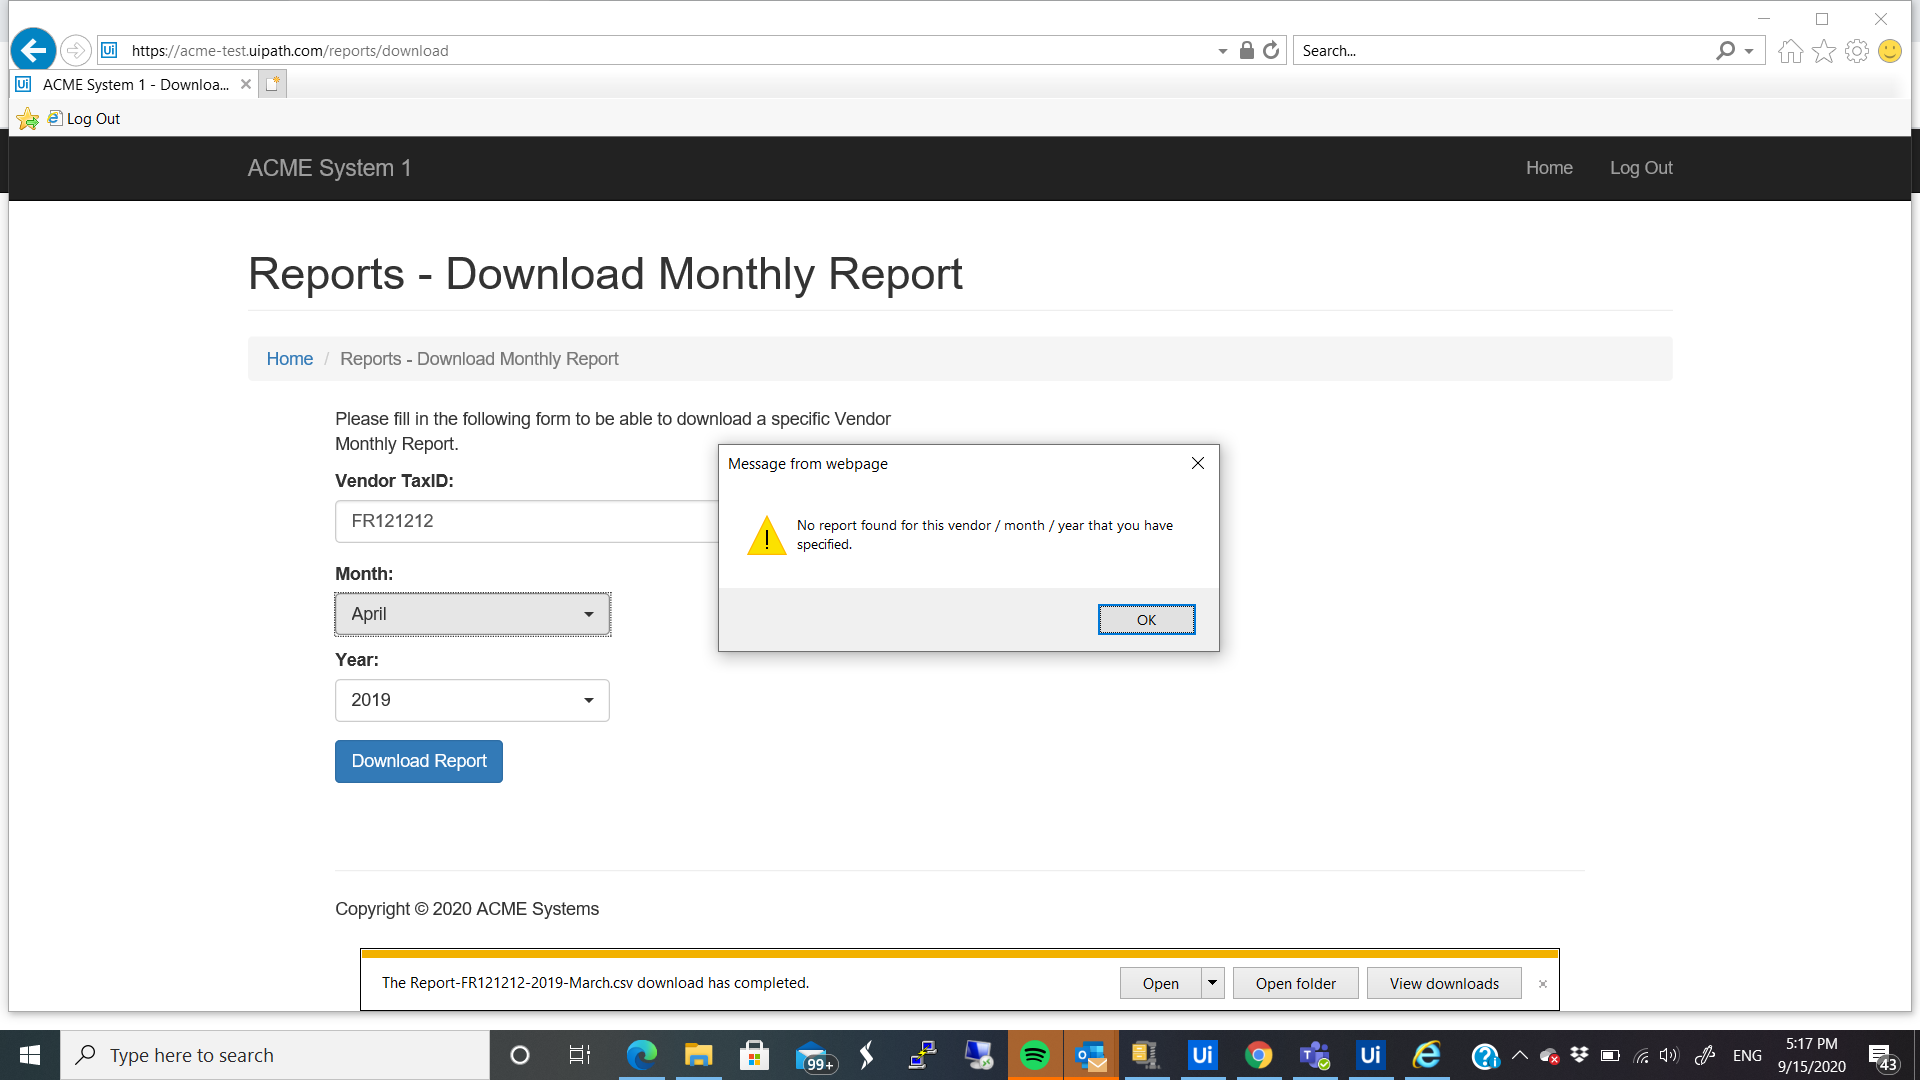 https://acme-test.uipath.com/reports/download
Search...
Ui
ACME System 1 - Downloa...
Log Out
ACME System 1
Home
Log Out
Reports - Download Monthly Report
Home / Reports - Download Monthly Report
Please fill in the following form to be able to download a specific Vendor
Monthly Report.
Vendor TaxID:
FR121212
Month:
April
Year:
2019
Download Report
Message from webpage
No report found for this vendor / month / year that you have
specified.
OK
Copyright © 2020 ACME Systems
The Report-FR121212-2019-March.csv download has completed.
Open
Open folder
View downloads
Type here to search
99+
Ui
Ui
ENG
5:17 PM
9/15/2020
43